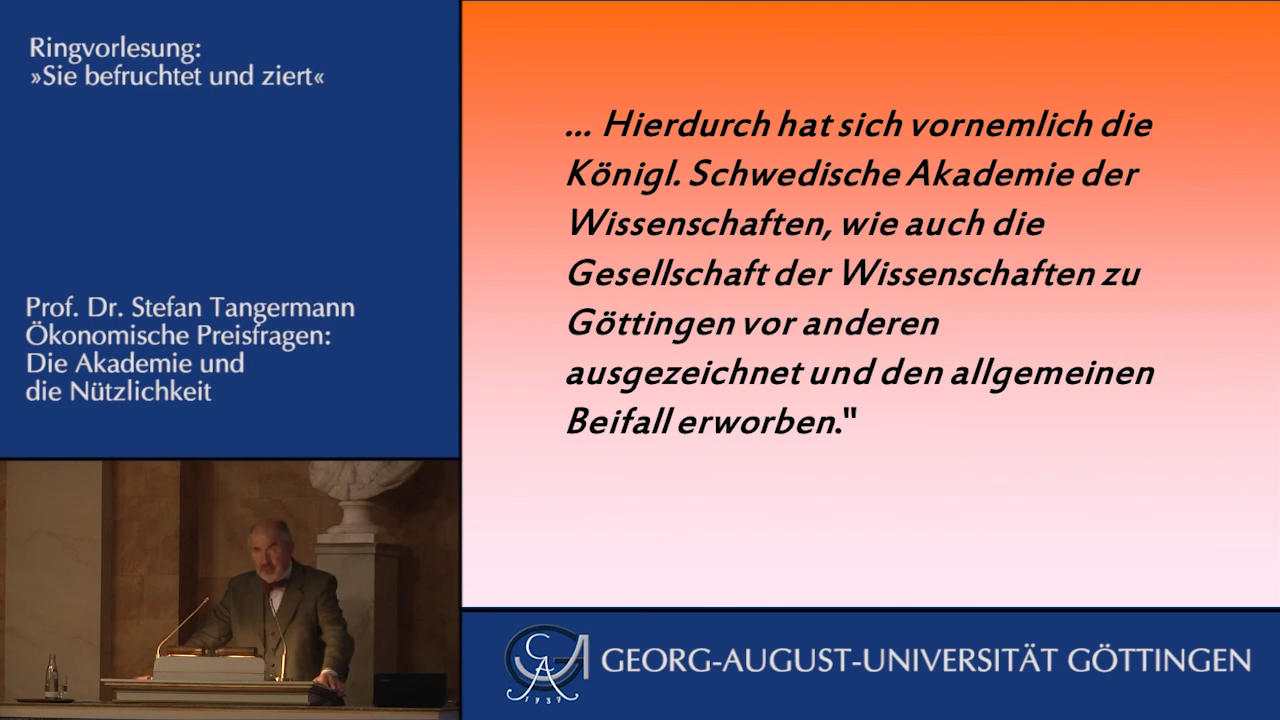 Ringvorlesung:
»Sie befruchtet und ziert«
Prof. Dr. Stefan Tangermann
Ökonomische Preisfragen:
Die Akademie und
die Nützlichkeit
... Hierdurch hat sich vornemlich die
Königl. Schwedische Akademie der
Wissenschaften, wie auch die
Gesellschaft der Wissenschaften zu
Göttingen vor anderen
ausgezeichnet und den allgemeinen
Beifall erworben."
GA
1737
GEORG-AUGUST-UNIVERSITÄT GÖTTINGEN